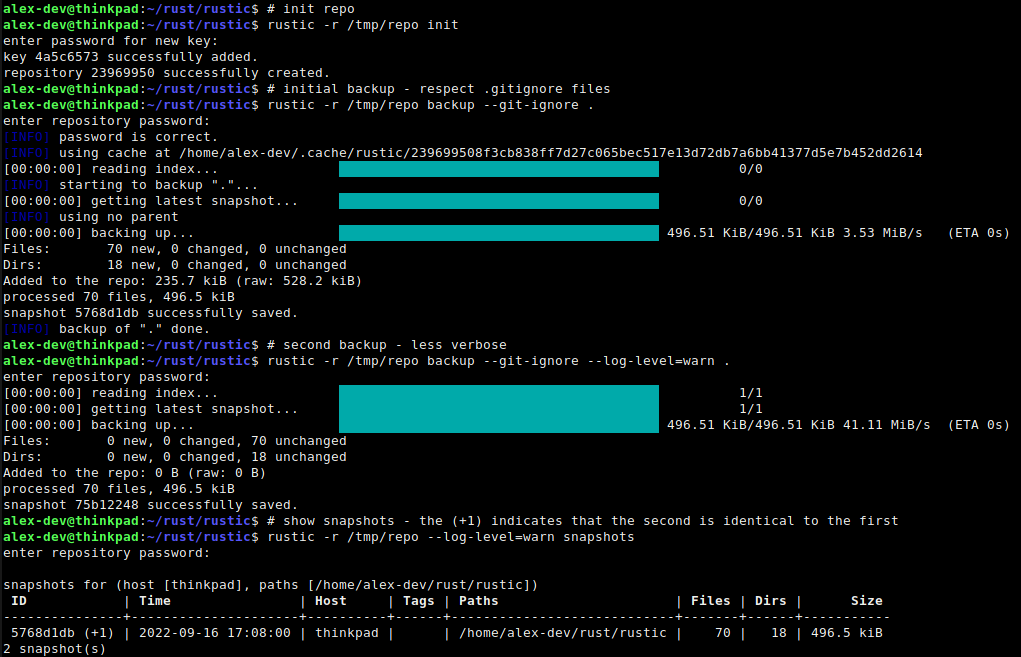 alex-dev@thinkpad:~/rust/rustic$ # init repo
alex-dev@thinkpad:~/rust/rustic$ rustic -r /tmp/repo init
enter password for new key:
key 4a5c6573 successfully added.
repository 23969950 successfully created.
alex-dev@thinkpad:~/rust/rustic$ # initial backup - respect .gitignore files
alex-dev@thinkpad:~/rust/rustic$ rustic -r /tmp/repo backup --git-ignore .
enter repository password:
[INFO] password is correct.
[INFO] using cache at /home/alex-dev/.cache/rustic/239699508f3cb838ff7d27c065bec517e13d72db7a6bb41377d5e7b452dd2614
[00:00:00] reading index... 0/0
[INFO] starting to backup "."...
[00:00:00] getting latest snapshot... 0/0
[INFO] using no parent
[00:00:00] backing up... 496.51 KiB/496.51 KiB 3.53 MiB/s (ETA 0s)
Files: 70 new, 0 changed, 0 unchanged
Dirs: 18 new, 0 changed, 0 unchanged
Added to the repo: 235.7 kiB (raw: 528.2 kiB)
processed 70 files, 496.5 kiB
snapshot 5768d1db successfully saved.
[INFO] backup of "." done.
alex-dev@thinkpad:~/rust/rustic$ # second backup - less verbose
alex-dev@thinkpad:~/rust/rustic$ rustic -r /tmp/repo backup --git-ignore --log-level=warn .
enter repository password:
[00:00:00] reading index... 1/1
[00:00:00] getting latest snapshot... 1/1
[00:00:00] backing up... 496.51 KiB/496.51 KiB 41.11 MiB/s (ETA 0s)
Files: 0 new, 0 changed, 70 unchanged
Dirs: 0 new, 0 changed, 18 unchanged
Added to the repo: 0 B (raw: 0 B)
processed 70 files, 496.5 kiB
snapshot 75b12248 successfully saved.
alex-dev@thinkpad:~/rust/rustic$ # show snapshots - the (+1) indicates that the second is identical to the first
alex-dev@thinkpad:~/rust/rustic$ rustic -r /tmp/repo --log-level=warn snapshots
enter repository password:
snapshots for (host [thinkpad], paths [/home/alex-dev/rust/rustic])
ID | Time | Host | Tags | Paths | Files | Dirs | Size
---------------+---------------------+----------+------+----------------------------+-------+------+-----------
5768d1db (+1) | 2022-09-16 17:08:00 | thinkpad | | /home/alex-dev/rust/rustic | 70 | 18 | 496.5 kiB
2 snapshot(s)